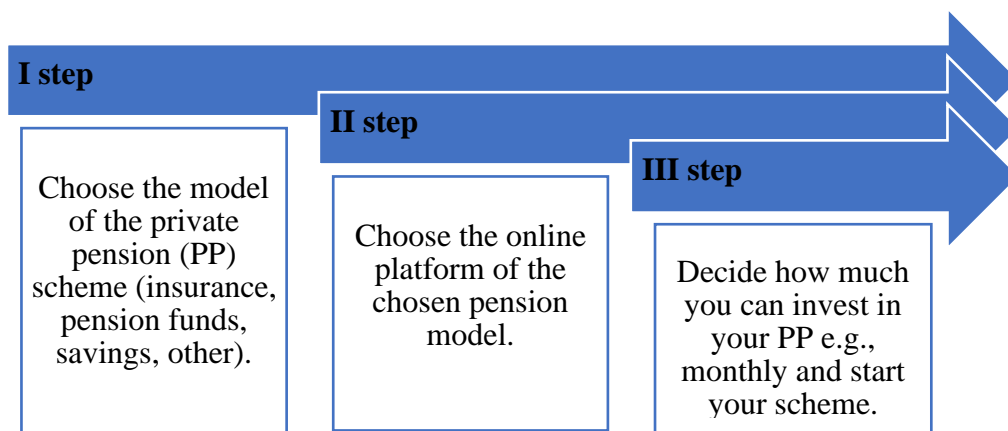 I step
Choose the model
of the private
pension (PP)
scheme (insurance,
pension funds,
savings, other).
II step
Choose the online
platform of the
chosen pension
model.
III step
Decide how much
you can invest in
your PP e.g.,
monthly and start
your scheme.